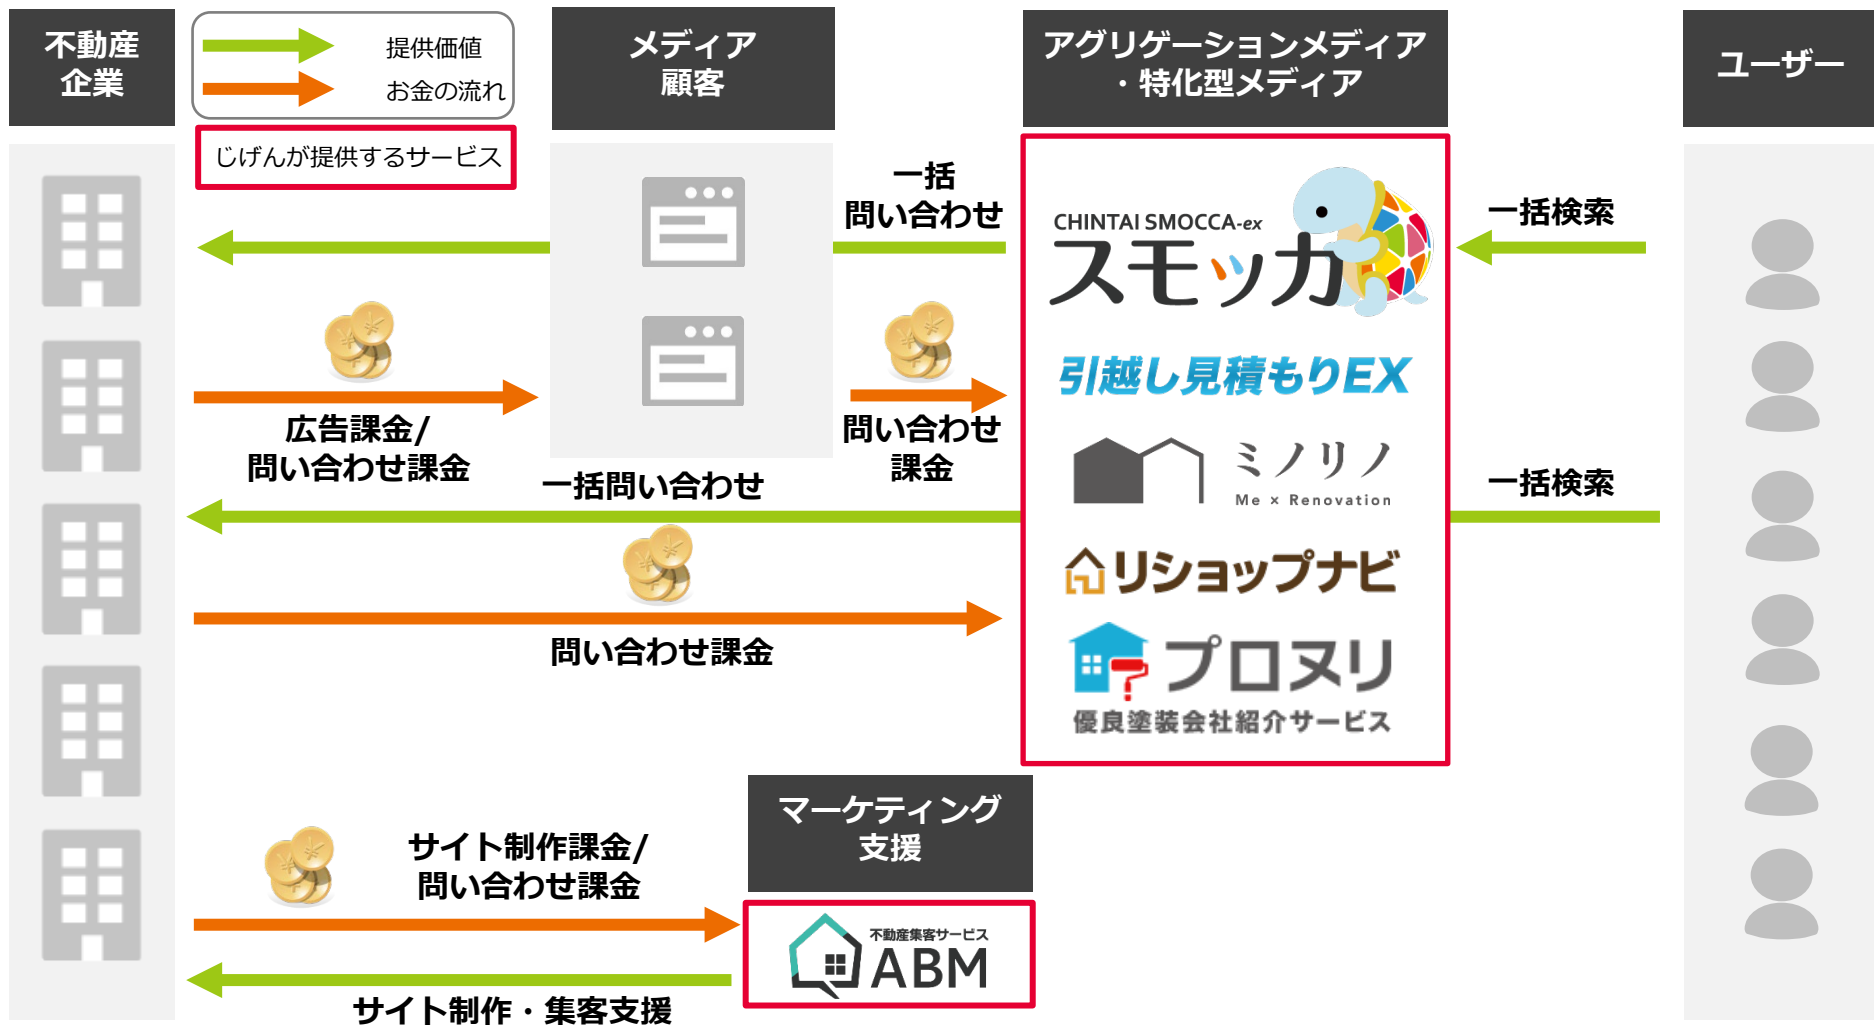 不動産
企業
提供価値
お金の流れ
じげんが提供するサービス
メディア
顧客
アグリゲーションメディア
・特化型メディア
ユーザー
一括
問い合わせ
CHINTAI SMOCCA-ex
スモッカ
一括検索
引越し見積もりEX
広告課金/
問い合わせ課金
問い合わせ
課金
ミノリノ
Me × Renovation
一括問い合わせ
一括検索
リショップナビ
問い合わせ課金
プロヌリ
優良塗装会社紹介サービス
マーケティング
支援
サイト制作課金/
問い合わせ課金
不動産集客サービス
ABM
サイト制作・集客支援